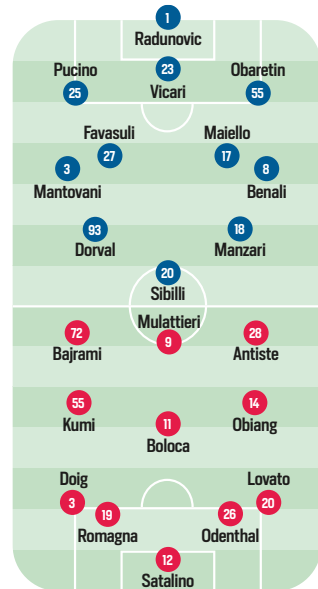 1
Radunovic
Pucino
23
Obaretin
25
Vicari
55
Favasuli
Maiello
27
17
3
8
Mantovani
Benali
93
18
Dorval
Manzari
20
Sibilli
Mulattieri
72
9
28
Bajrami
Antiste
55
14
Kumi
11
Obiang
Boloca
Doig
Lovato
3
19
26
20
Romagna
Odenthal
12
Satalino